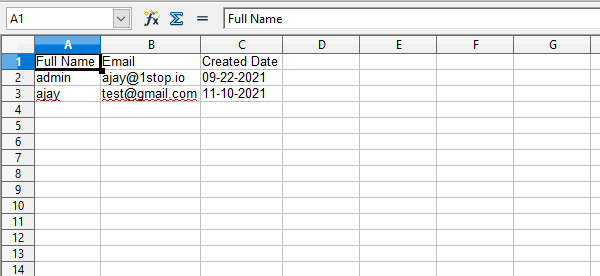 A1 Full Name
A B C D E F G
1 Full Name Email Created Date
2 admin ajay@1stop.io 09-22-2021
3 ajay test@gmail.com 11-10-2021
4
5
6
7
8
9
10
11
12
13
14